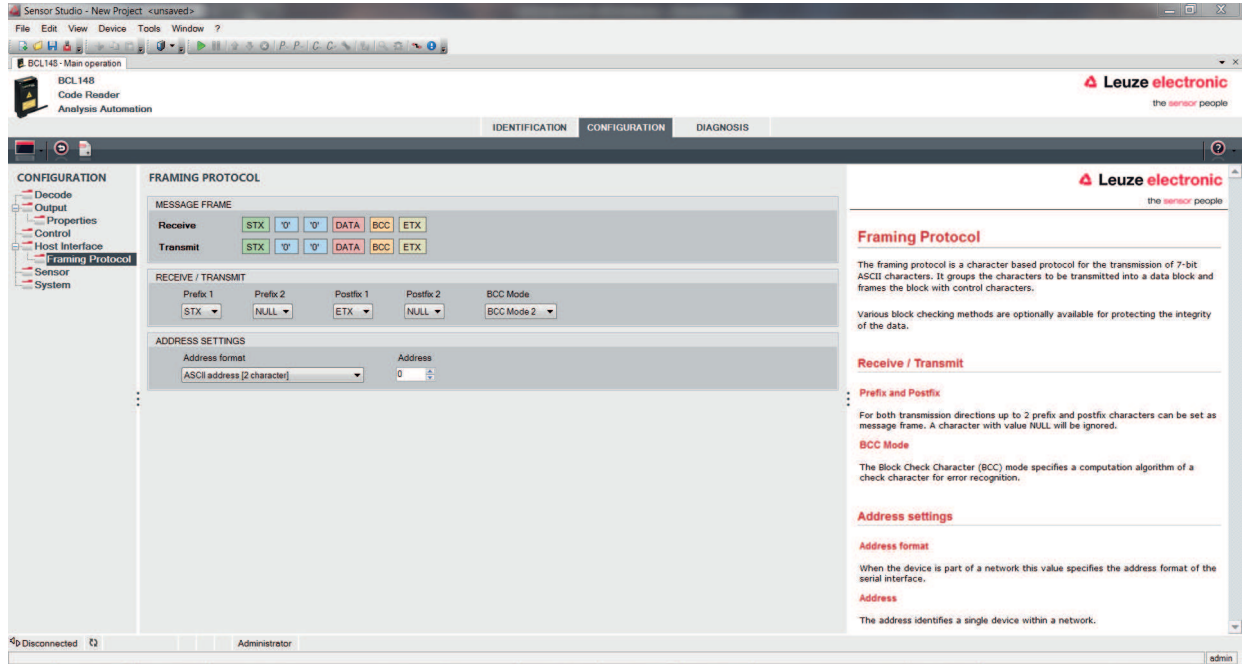 Sensor Studio - New Project <unsaved>
File Edit View Device Tools Window ?
BCL148 - Main operation
BCL148
Code Reader
Analysis Automation
Leuze electronic
the sensor people
IDENTIFICATION CONFIGURATION DIAGNOSIS
CONFIGURATION
Decode
Output
Properties
Control
Host Interface
Framing Protocol
Sensor
System
FRAMING PROTOCOL
MESSAGE FRAME
Receive STX '0' '0' DATA BCC ETX
Transmit STX '0' '0' DATA BCC ETX
RECEIVE / TRANSMIT
Prefix 1 Prefix 2 Postfix 1 Postfix 2 BCC Mode
STX NULL ETX NULL BCC Mode 2
ADDRESS SETTINGS
Address format Address
ASCII address [2 character] 0
Leuze electronic
the sensor people
Framing Protocol
The framing protocol is a character based protocol for the transmission of 7-bit
ASCII characters. It groups the characters to be transmitted into a data block and
frames the block with control characters.
Various block checking methods are optionally available for protecting the integrity
of the data.
Receive / Transmit
Prefix and Postfix
For both transmission directions up to 2 prefix and postfix characters can be set as
message frame. A character with value NULL will be ignored.
BCC Mode
The Block Check Character (BCC) mode specifies a computation algorithm of a
check character for error recognition.
Address settings
Address format
When the device is part of a network this value specifies the address format of the
serial interface.
Address
The address identifies a single device within a network.
Disconnected Administrator
admin